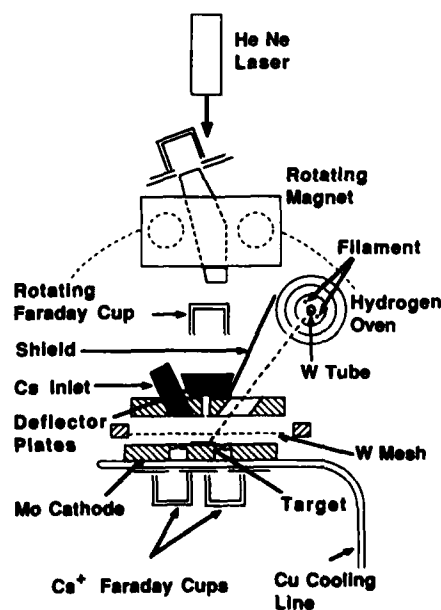 He Ne
Laser
Rotating
Magnet
Filament
Rotating
Faraday Cup
Hydrogen
Oven
Shield
W Tube
Cs Inlet
Deflector
Plates
W Mesh
Mo Cathode
Target
Cs+ Faraday Cups
Cu Cooling
Line